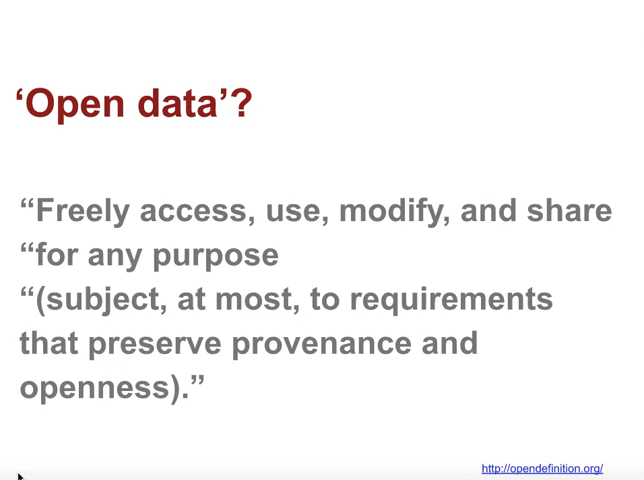 ‘Open data’?
“Freely access, use, modify, and share
“for any purpose
“(subject, at most, to requirements
that preserve provenance and
openness).”
http://opendefinition.org/